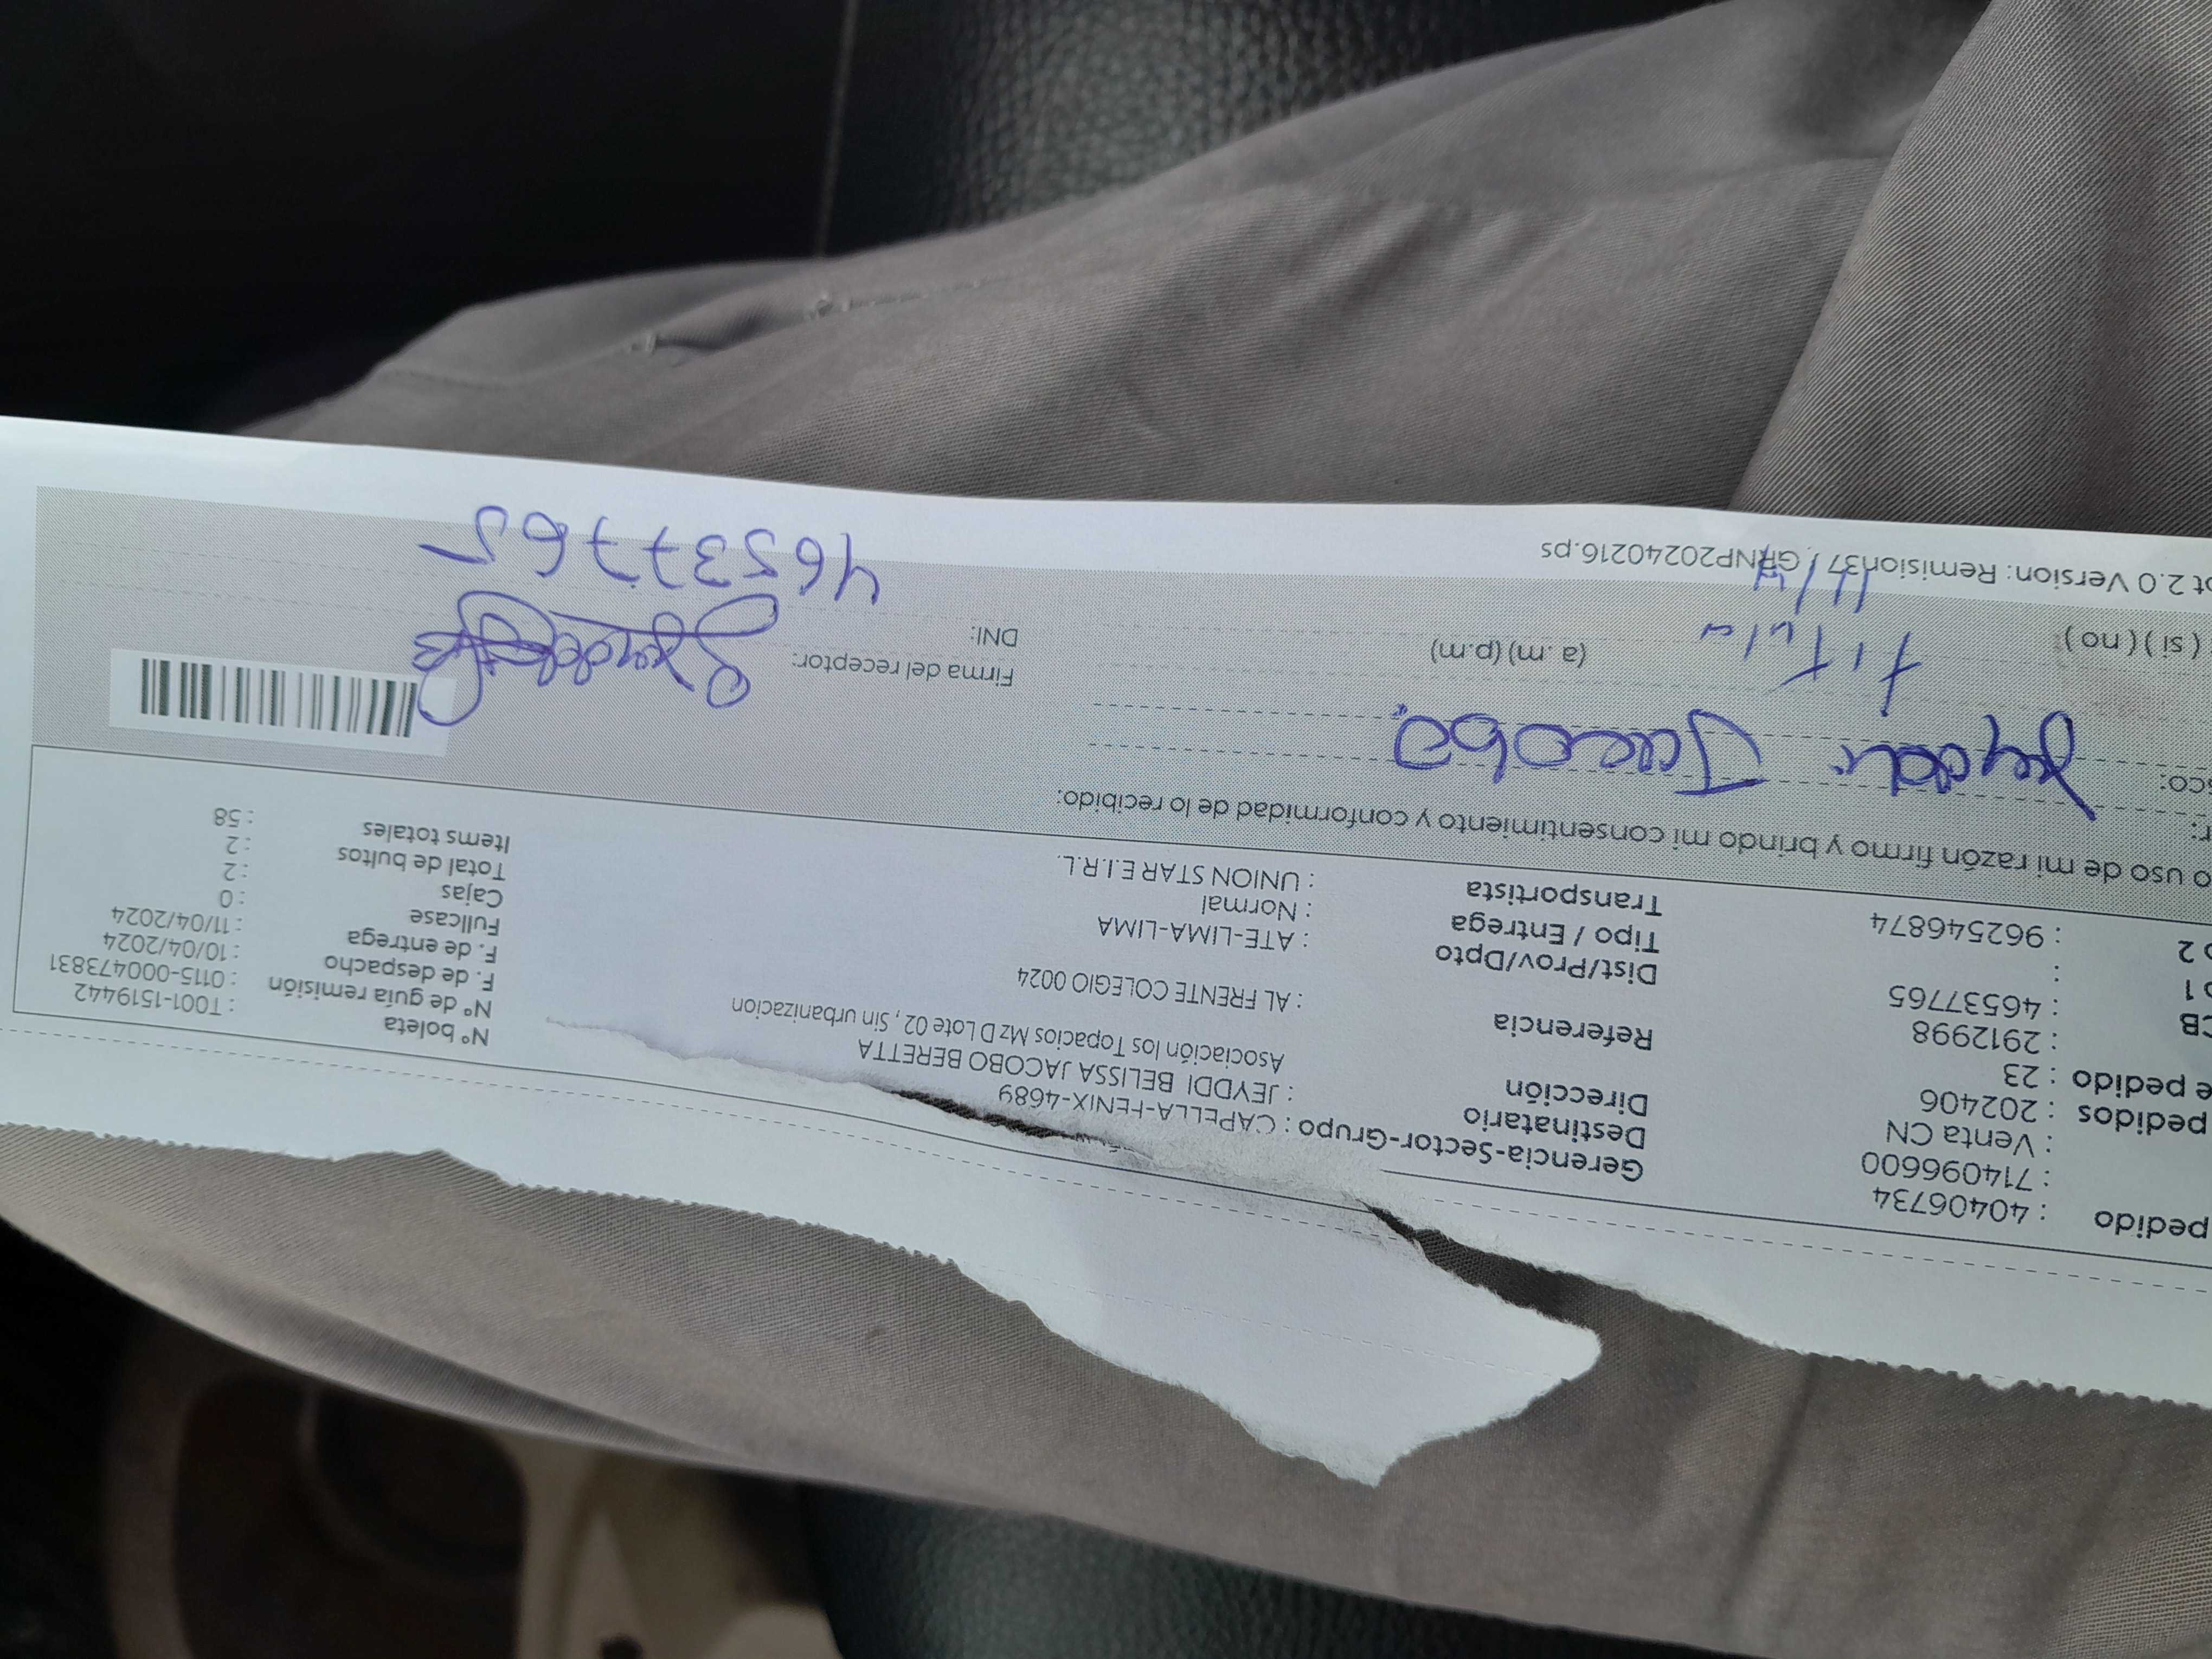 pedido : 40406734
: 714096600
: Venta CN
pedidos : 202406
e pedido : 23
: 2912998
CB : 46537765
o 1 :
o 2 : 962546874
Gerencia-Sector-Grupo : CAPELLA-FENIX-4689
Destinatario : JEYDDI BELISSA JACOBO BERETTA
Dirección Asociación los Topacios Mz D Lote 02 , Sin urbanizacion
Referencia : AL FRENTE COLEGIO 0024
Dist/Prov/Dpto : ATE-LIMA-LIMA
Tipo / Entrega : Normal
Transportista : UNION STAR E.I.R.L.
N° boleta : T001-1519442
N° de guía remisión : 0115-000473831
F. de despacho : 10/04/2024
F. de entrega : 11/04/2024
Fullcase : 0
Cajas : 2
Total de bultos : 2
Items totales : 58
o uso de mi razón firmo y brindo mi consentimiento y conformidad de lo recibido:
r:
sco: Jacobo
( si ) ( no )
(a .m) (p.m)
11/4
Firma del receptor:
DNI:
46537765
ot 2.0 Version: Remision37 / GRNP20240216.ps